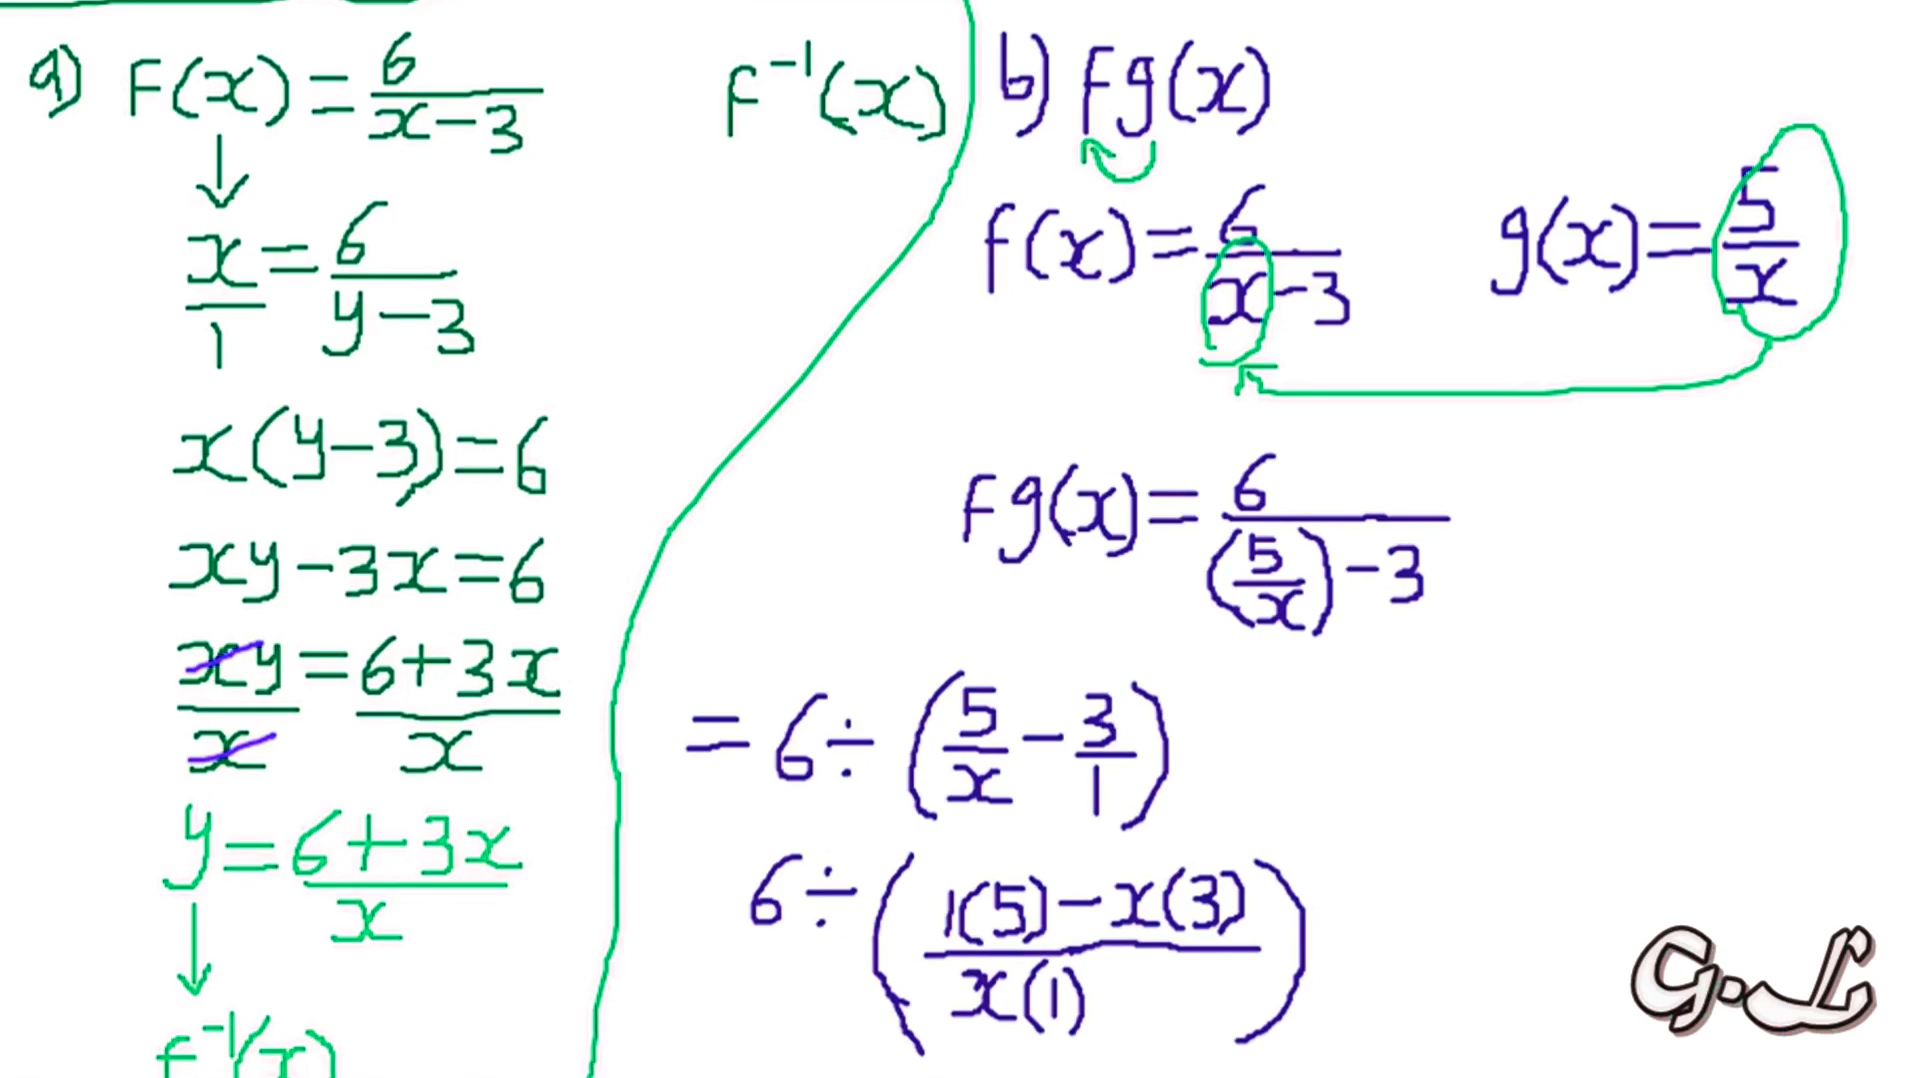 a) F(x) = 6/(x-3)
F⁻¹(x)
x/1 = 6/(y-3)
x(y-3)=6
xy-3x=6
xy/x = (6+3x)/x
y = (6+3x)/x
f⁻¹(x)
b) Fg(x)
f(x) = 6/(x-3)
g(x) = 5/x
Fg(x) = 6/((5/x)-3)
= 6÷(5/x - 3/1)
6÷((1(5)-x(3))/(x(1)))
G.L